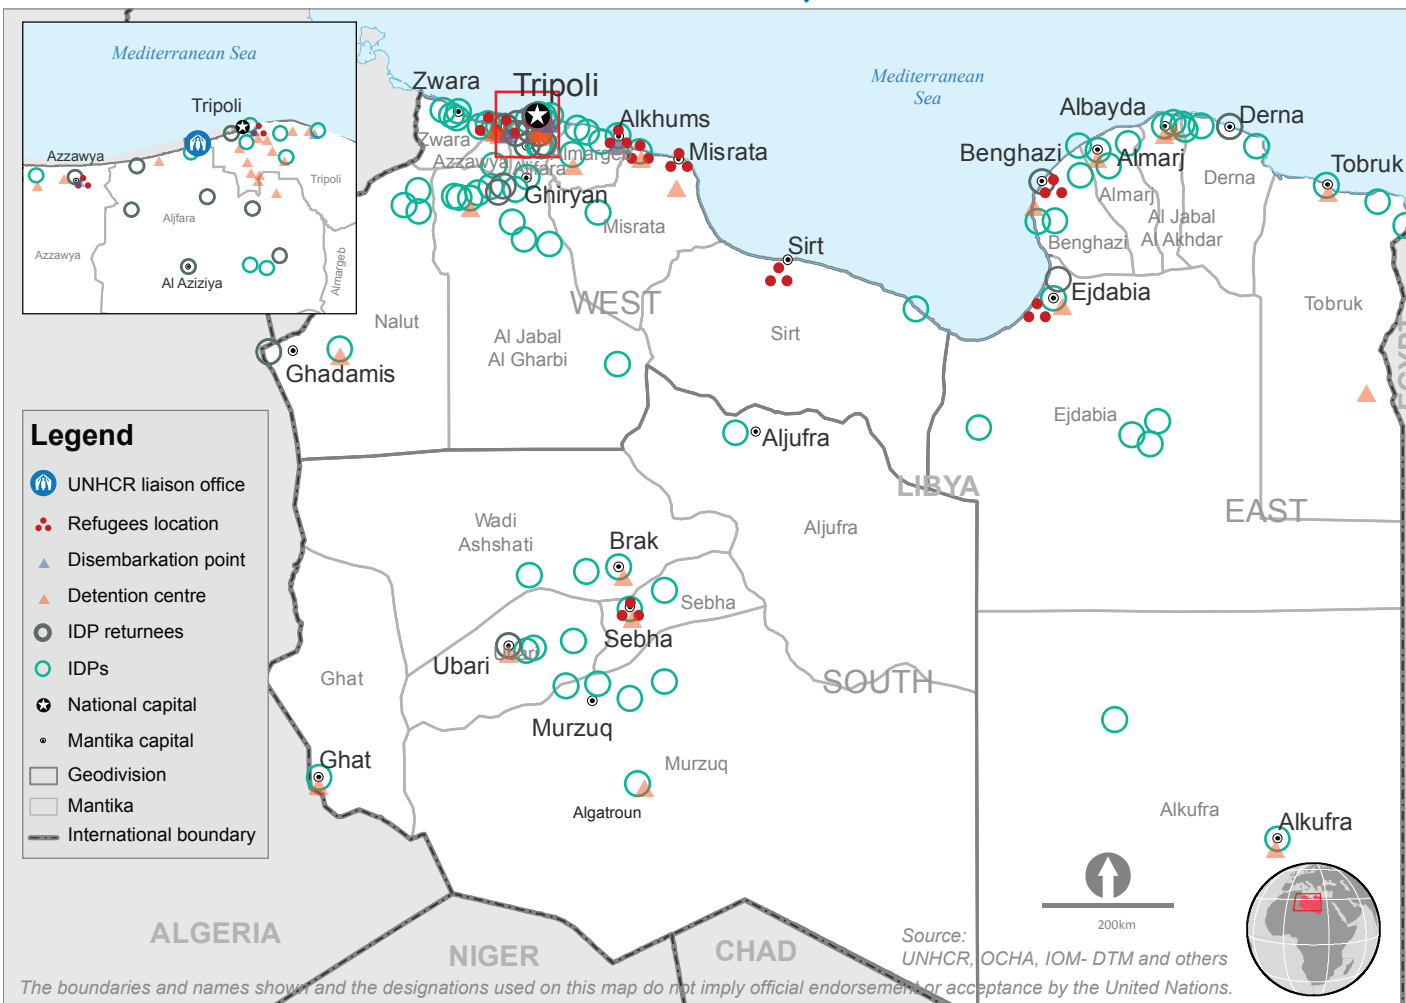 Mediterranean Sea
Tripoli
Azzawya
Tripoli
Aljfara
Azzawya
Almargeb
Al Aziziya
Zwara
Tripoli
Mediterranean
Sea
Alkhums
Misrata
Zwara
Azzawya
Almargeb
Aljfara
Ghiryan
Misrata
Albayda
Derna
Benghazi
Almarj
Tobruk
Almarj
Derna
Al Jabal
Al Akhdar
Benghazi
Sirt
Ejdabia
WEST
Nalut
Al Jabal
Al Gharbi
Sirt
Tobruk
EGYPT
Ghadamis
Aljufra
Ejdabia
LIBYA
EAST
Legend
UNHCR liaison office
Refugees location
Disembarkation point
Detention centre
IDP returnees
IDPs
National capital
Mantika capital
Geodivision
Mantika
International boundary
Wadi
Ashshati
Brak
Aljufra
Sebha
Sebha
Ubari
Ubari
Ghat
SOUTH
Murzuq
Ghat
Murzuq
Algatroun
Alkufra
Alkufra
200km
ALGERIA
NIGER
CHAD
Source:
UNHCR, OCHA, IOM- DTM and others
The boundaries and names shown and the designations used on this map do not imply official endorsement or acceptance by the United Nations.